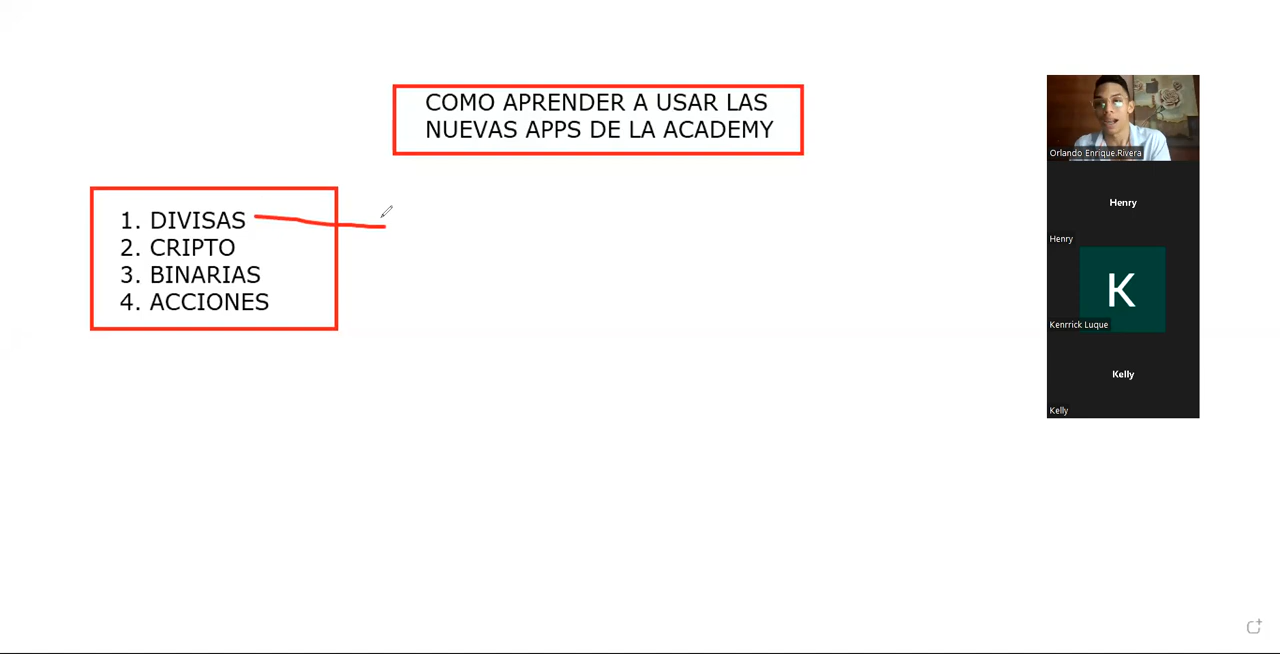 COMO APRENDER A USAR LAS
NUEVAS APPS DE LA ACADEMY
1. DIVISAS
2. CRIPTO
3. BINARIAS
4. ACCIONES
Orlando Enrique Rivera
Henry
Henry
K
Kenrrick Luque
Kelly
Kelly